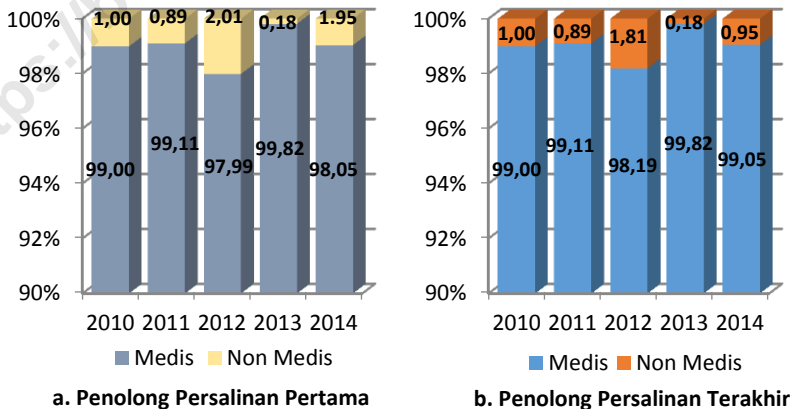 100%
98%
96%
94%
92%
90%
1,00 0,89 2,01 0,18 1.95
99,00 99,11 97,99 99,82 98,05
2010 2011 2012 2013 2014
Medis Non Medis
a. Penolong Persalinan Pertama
100%
98%
96%
94%
92%
90%
1,00 0,89 1,81 0,18 0,95
99,00 99,11 98,19 99,82 99,05
2010 2011 2012 2013 2014
Medis Non Medis
b. Penolong Persalinan Terakhir